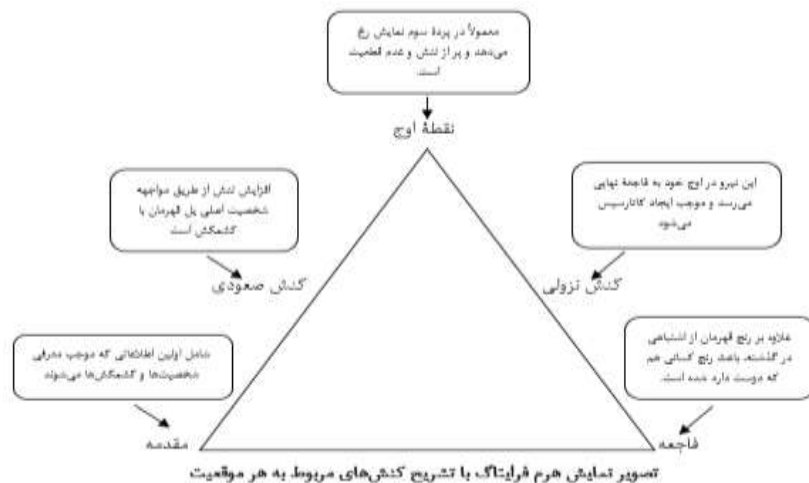 معمولاً در پردهٔ سوم نمایش رخ
می‌دهد و پر از تنش و عدم قطعیت
است.
نقطهٔ اوج
افزایش تنش از طریق مواجهه
شخصیت اصلی یل قهرمان با
کشمکش است
کنش صعودی
این نیرو در اوج خود به فاجعهٔ نهایی
می‌رسد و موجب ایجاد کاتارسیس
می‌شود
کنش نزولی
شامل اولین اطلاعاتی که موجب معرفی
شخصیت‌ها و کشمکش‌ها می‌شوند
مقدمه
علاوه بر رنج قهرمان از اشتباهی
در گذشته، باعث رنج کسانی هم
که دوست دارد شده است.
فاجعه
تصویر نمایش هرم فرایتاگ با تشریح کنش‌های مربوط به هر موقعیت